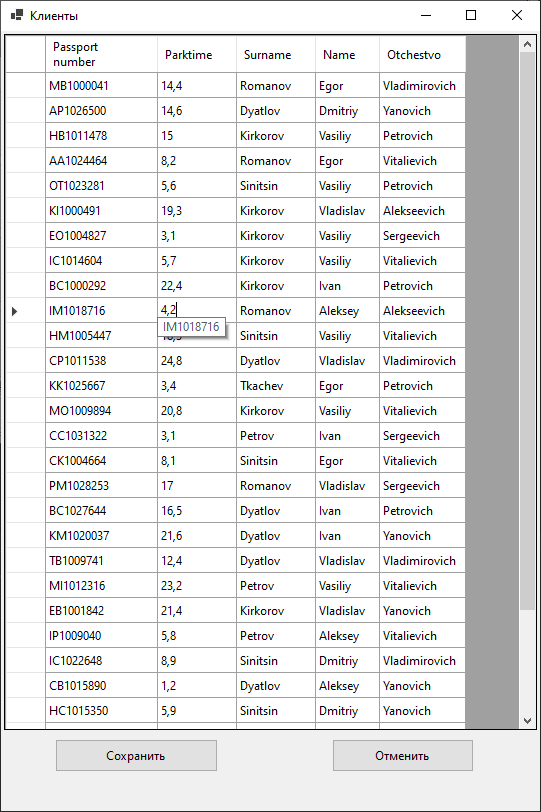 Клиенты
Passport number Parktime Surname Name Otchestvo
MB1000041 14,4 Romanov Egor Vladimirovich
AP1026500 14,6 Dyatlov Dmitriy Yanovich
HB1011478 15 Kirkorov Vasiliy Petrovich
AA1024464 8,2 Romanov Egor Vitalievich
OT1023281 5,6 Sinitsin Vasiliy Petrovich
KI1000491 19,3 Kirkorov Vladislav Alekseevich
EO1004827 3,1 Kirkorov Vasiliy Sergeevich
IC1014604 5,7 Kirkorov Vasiliy Vitalievich
BC1000292 22,4 Kirkorov Ivan Petrovich
IM1018716 4,2 Romanov Aleksey Alekseevich
IM1018716
HM1005447 Sinitsin Vasiliy Vitalievich
CP1011538 24,8 Dyatlov Vladislav Vladimirovich
KK1025667 3,4 Tkachev Egor Petrovich
MO1009894 20,8 Kirkorov Vasiliy Vitalievich
CC1031322 3,1 Petrov Ivan Sergeevich
CK1004664 8,1 Sinitsin Egor Vitalievich
PM1028253 17 Romanov Vladislav Sergeevich
BC1027644 16,5 Dyatlov Ivan Petrovich
KM1020037 21,6 Dyatlov Ivan Yanovich
TB1009741 12,4 Dyatlov Vladislav Vladimirovich
MI1012316 23,2 Petrov Vasiliy Vitalievich
EB1001842 21,4 Kirkorov Vladislav Yanovich
IP1009040 5,8 Petrov Aleksey Vitalievich
IC1022648 8,9 Sinitsin Dmitriy Vladimirovich
CB1015890 1,2 Dyatlov Aleksey Yanovich
HC1015350 5,9 Sinitsin Dmitriy Yanovich
Сохранить Отменить